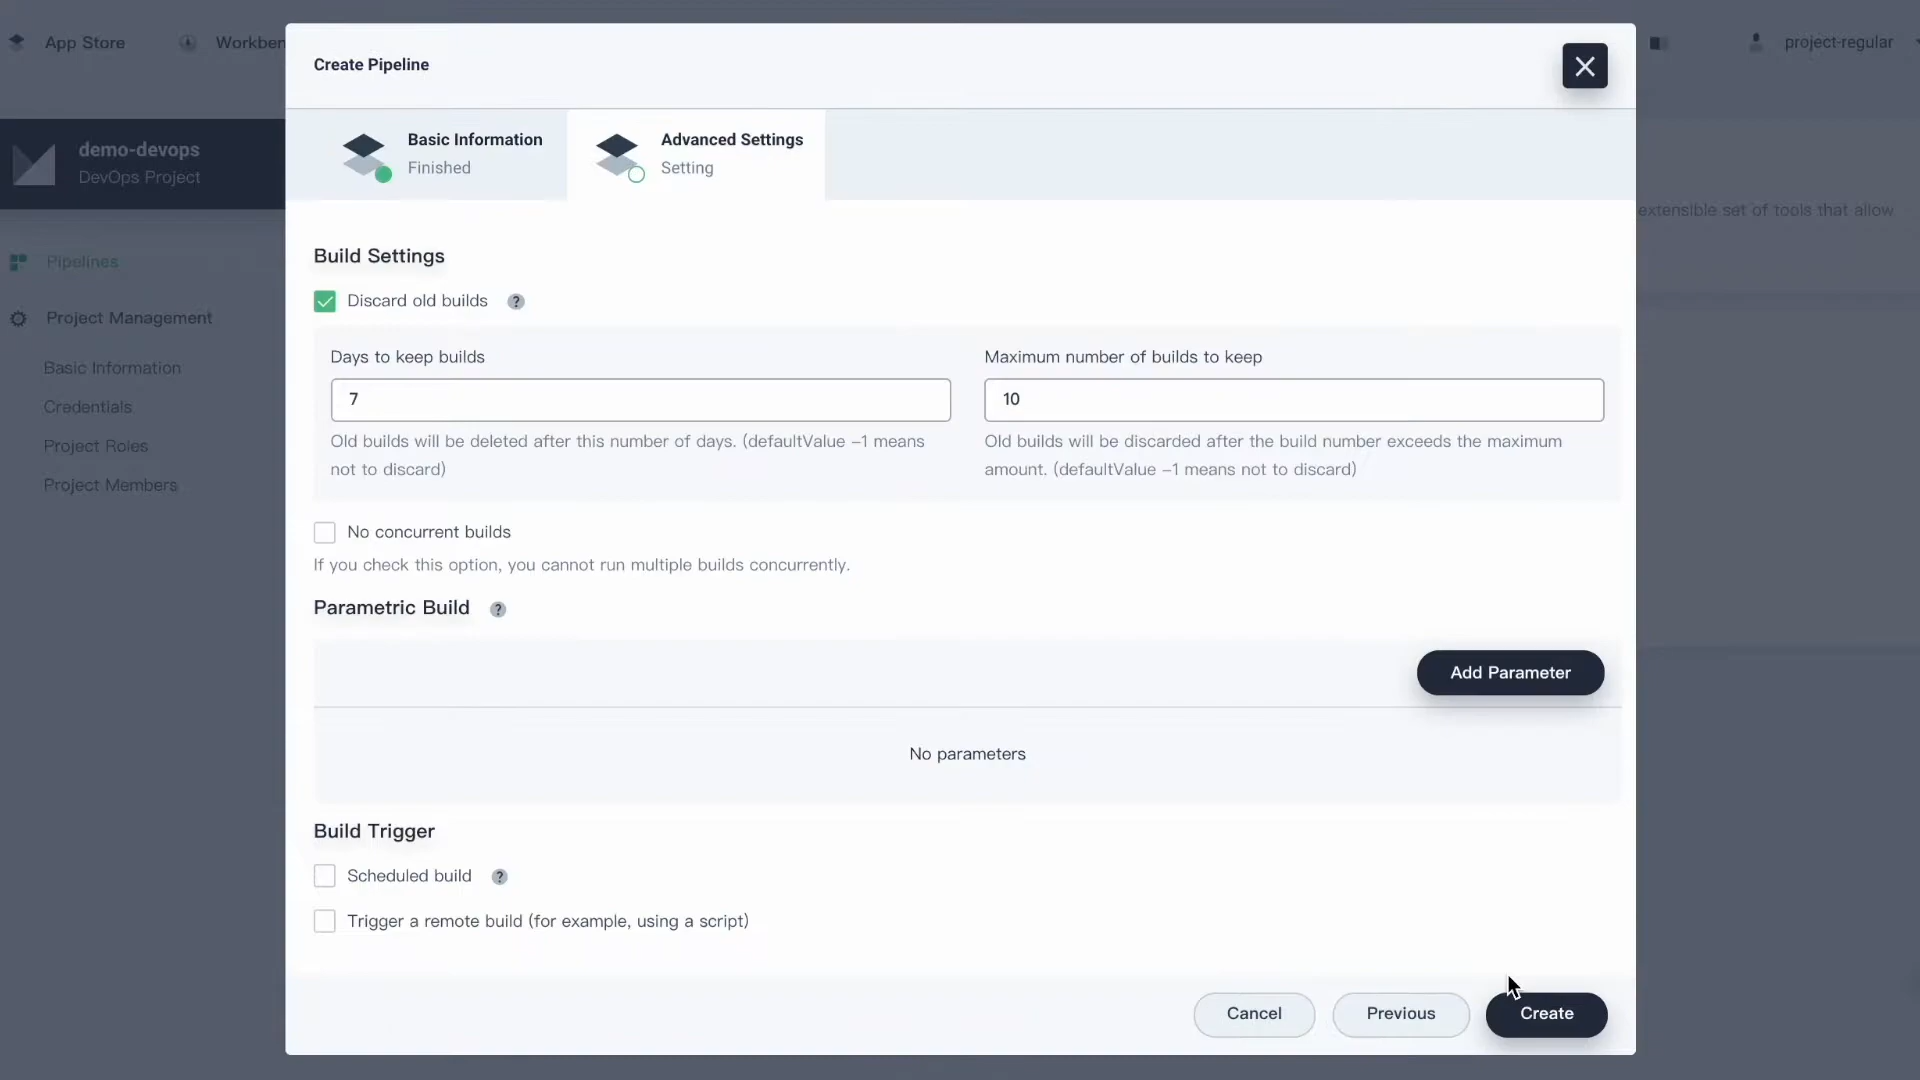 App Store
Workben
project-regular
Create Pipeline
demo-devops
DevOps Project
Basic Information
Finished
Advanced Settings
Setting
extensible set of tools that allow
Pipelines
Project Management
Basic Information
Credentials
Project Roles
Project Members
Build Settings
Discard old builds ?
Days to keep builds
7
Old builds will be deleted after this number of days. (defaultValue -1 means
not to discard)
Maximum number of builds to keep
10
Old builds will be discarded after the build number exceeds the maximum
amount. (defaultValue -1 means not to discard)
No concurrent builds
If you check this option, you cannot run multiple builds concurrently.
Parametric Build ?
Add Parameter
No parameters
Build Trigger
Scheduled build ?
Trigger a remote build (for example, using a script)
Cancel
Previous
Create